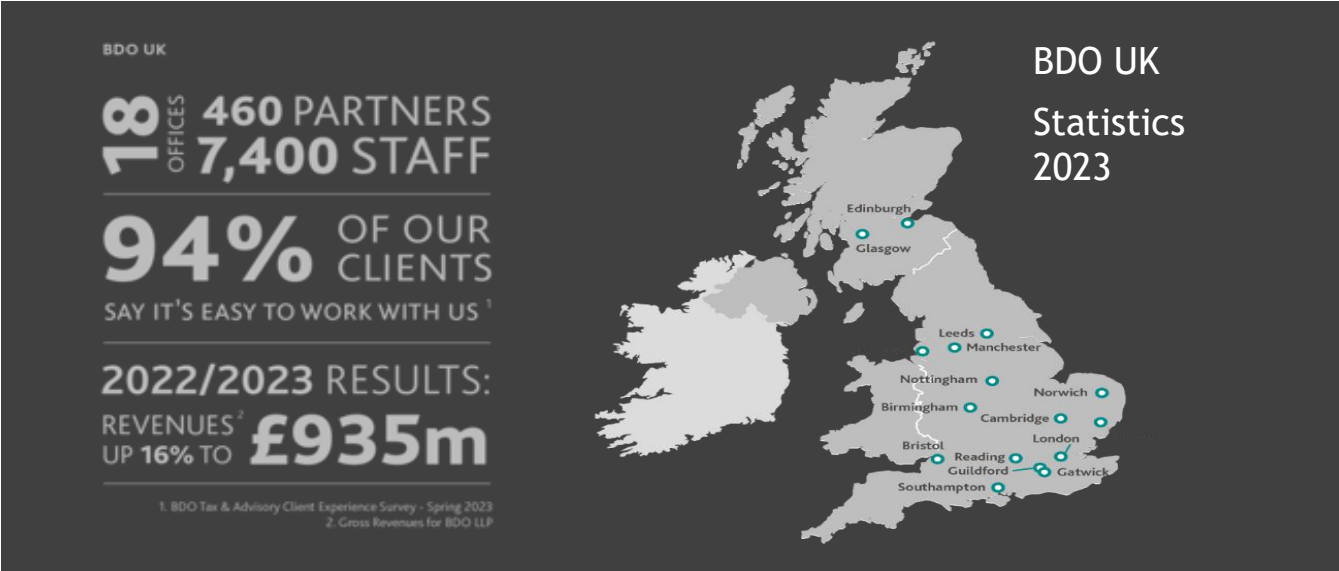 BDO UK
18 OFFICES
460 PARTNERS
7,400 STAFF
94% OF OUR CLIENTS
SAY IT'S EASY TO WORK WITH US 1
2022/2023 RESULTS:
REVENUES2
UP 16% TO £935m
1. BDO Tax & Advisory Client Experience Survey - Spring 2023
2. Gross Revenues for BDO LLP
BDO UK
Statistics
2023
Edinburgh
Glasgow
Leeds
Manchester
Nottingham
Norwich
Birmingham
Cambridge
London
Bristol
Reading
Guildford
Gatwick
Southampton